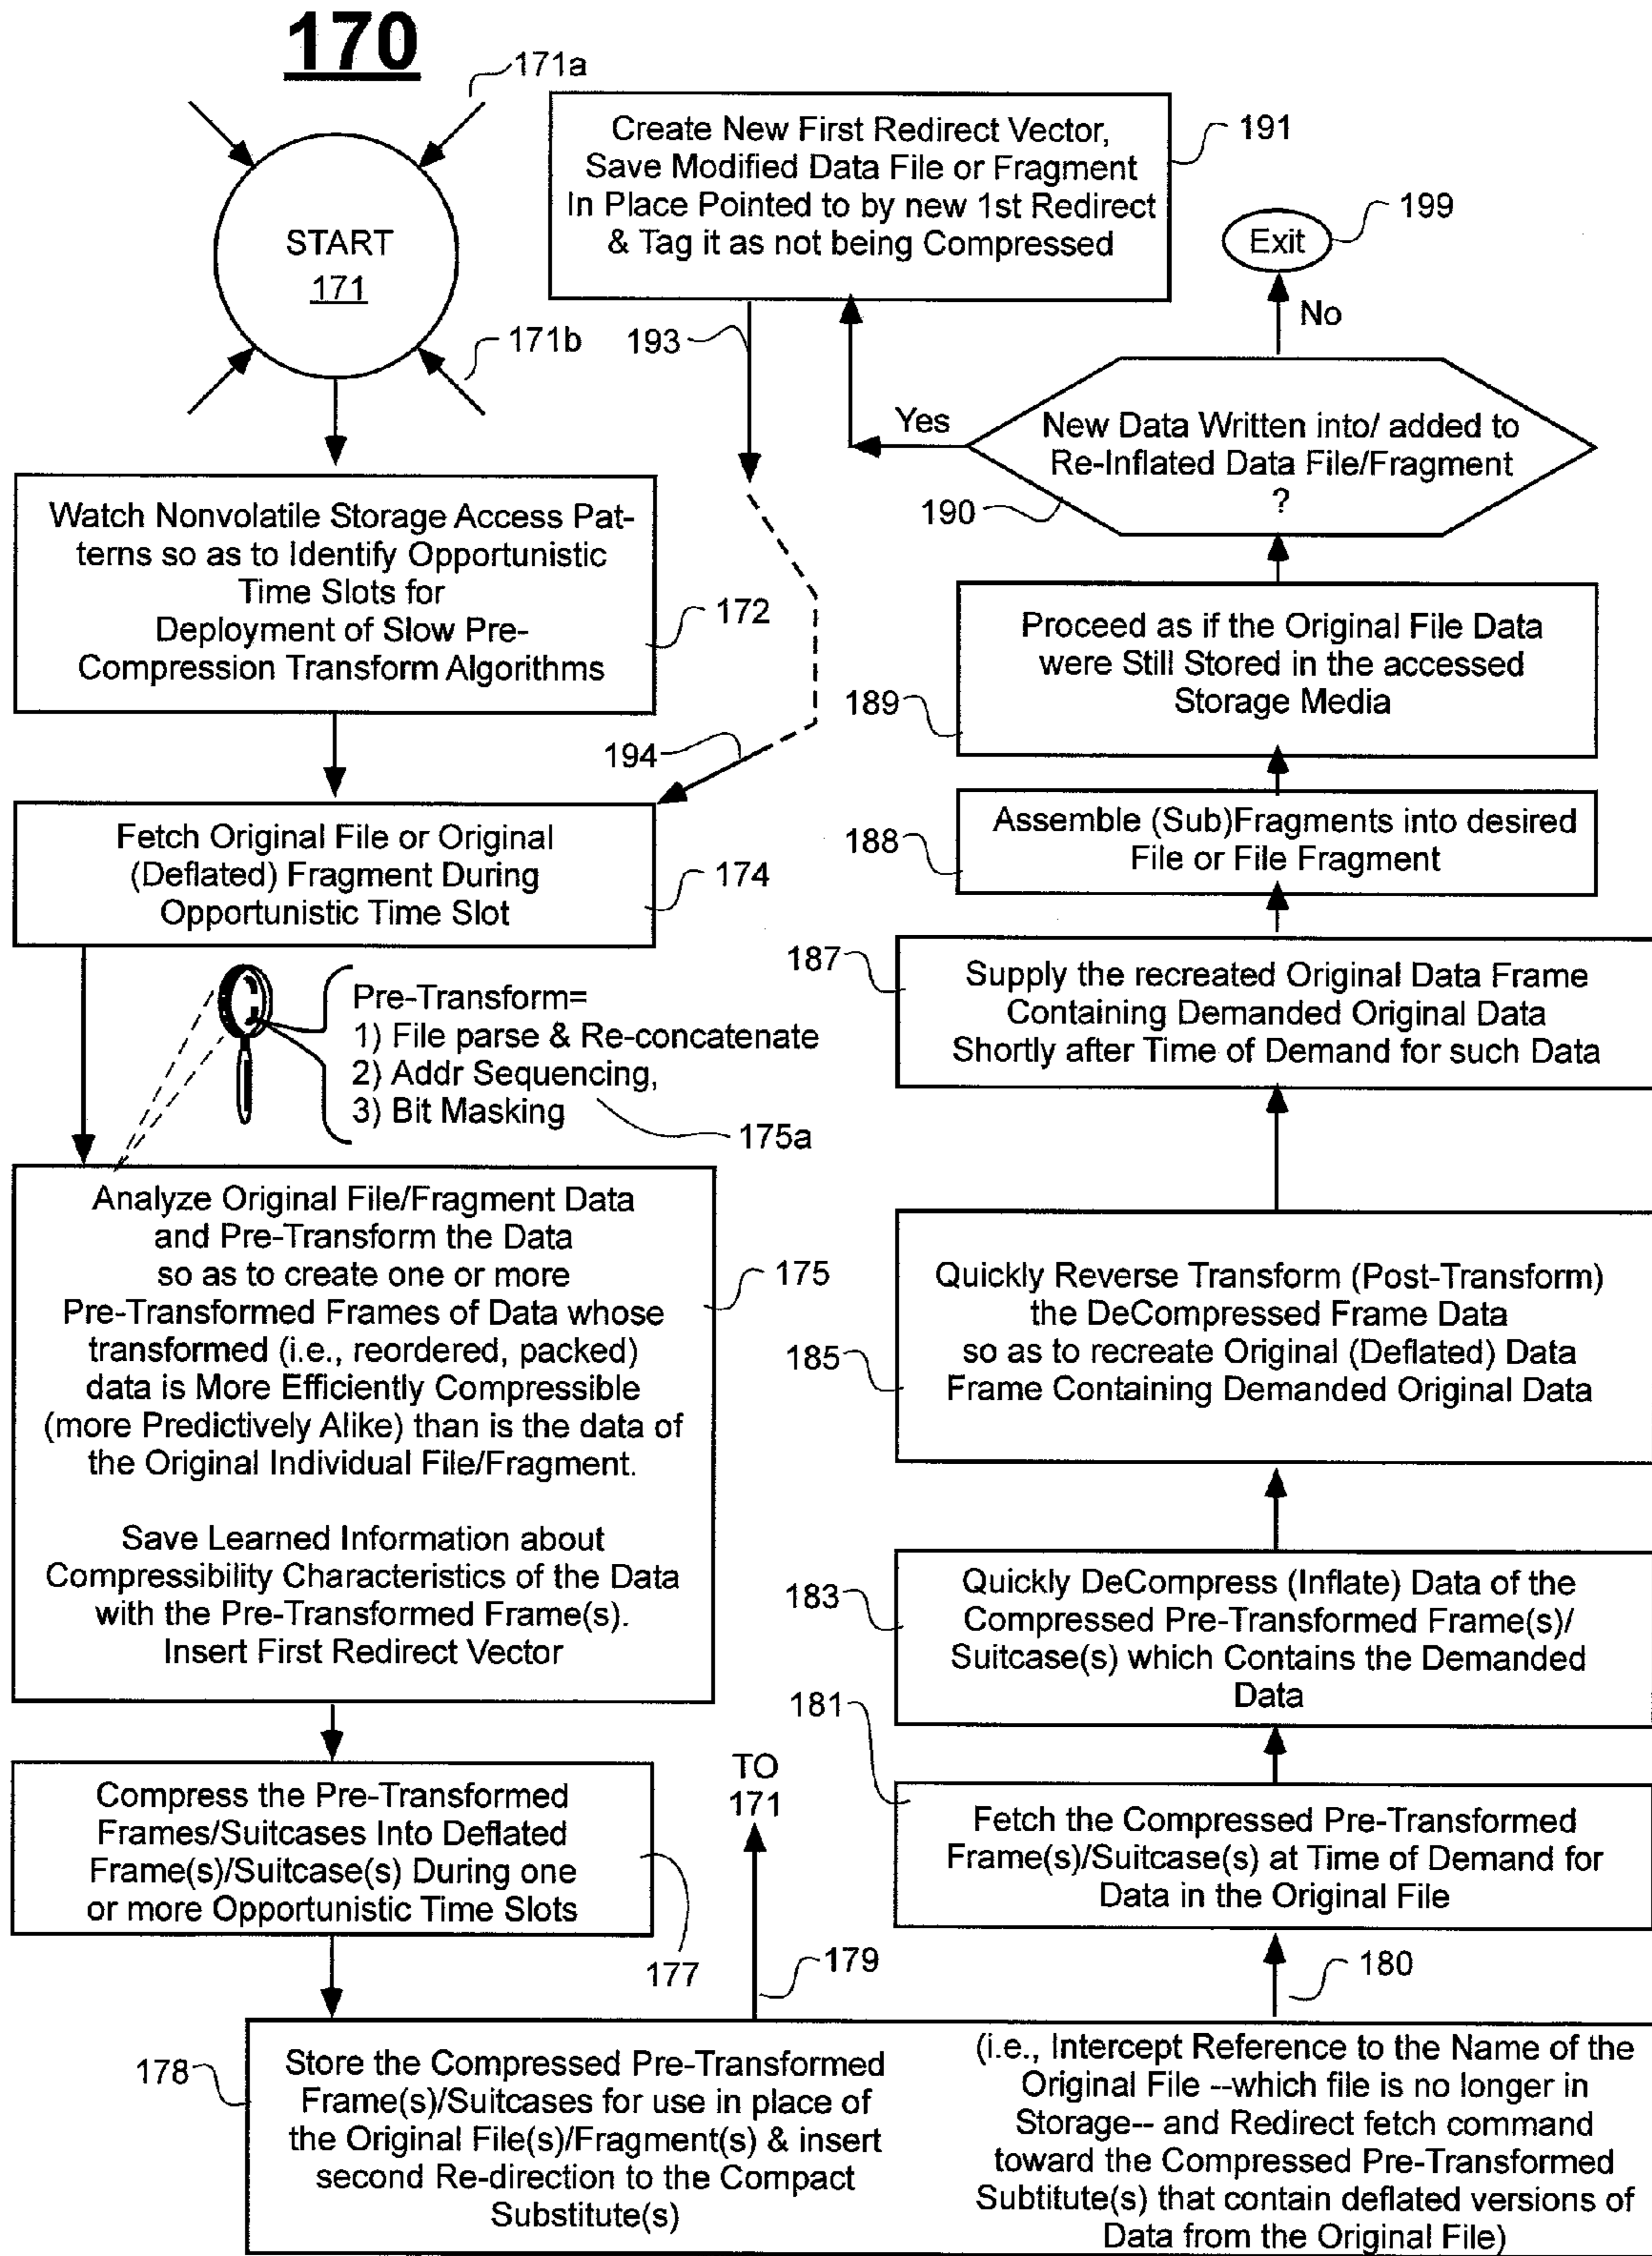 170
171a
START
171
171b
Watch Nonvolatile Storage Access Pat-
terns so as to Identify Opportunistic
Time Slots for
Deployment of Slow Pre-
Compression Transform Algorithms
172
Fetch Original File or Original
(Deflated) Fragment During
Opportunistic Time Slot
174
Pre-Transform=
1) File parse & Re-concatenate
2) Addr Sequencing,
3) Bit Masking
175a
Analyze Original File/Fragment Data
and Pre-Transform the Data
so as to create one or more
Pre-Transformed Frames of Data whose
transformed (i.e., reordered, packed)
data is More Efficiently Compressible
(more Predictively Alike) than is the data of
the Original Individual File/Fragment.
Save Learned Information about
Compressibility Characteristics of the Data
with the Pre-Transformed Frame(s).
Insert First Redirect Vector
175
Compress the Pre-Transformed
Frames/Suitcases Into Deflated
Frame(s)/Suitcase(s) During one
or more Opportunistic Time Slots
177
178
Store the Compressed Pre-Transformed
Frame(s)/Suitcases for use in place of
the Original File(s)/Fragment(s) & insert
second Re-direction to the Compact
Substitute(s)
TO
171
179
(i.e., Intercept Reference to the Name of the
Original File --which file is no longer in
Storage-- and Redirect fetch command
toward the Compressed Pre-Transformed
Subtitute(s) that contain deflated versions of
Data from the Original File)
180
181
Fetch the Compressed Pre-Transformed
Frame(s)/Suitcase(s) at Time of Demand for
Data in the Original File
183
Quickly DeCompress (Inflate) Data of the
Compressed Pre-Transformed Frame(s)/
Suitcase(s) which Contains the Demanded
Data
185
Quickly Reverse Transform (Post-Transform)
the DeCompressed Frame Data
so as to recreate Original (Deflated) Data
Frame Containing Demanded Original Data
187
Supply the recreated Original Data Frame
Containing Demanded Original Data
Shortly after Time of Demand for such Data
188
Assemble (Sub)Fragments into desired
File or File Fragment
189
Proceed as if the Original File Data
were Still Stored in the accessed
Storage Media
190
New Data Written into/ added to
Re-Inflated Data File/Fragment
?
No
Exit
199
Yes
Create New First Redirect Vector,
Save Modified Data File or Fragment
In Place Pointed to by new 1st Redirect
& Tag it as not being Compressed
191
193
194